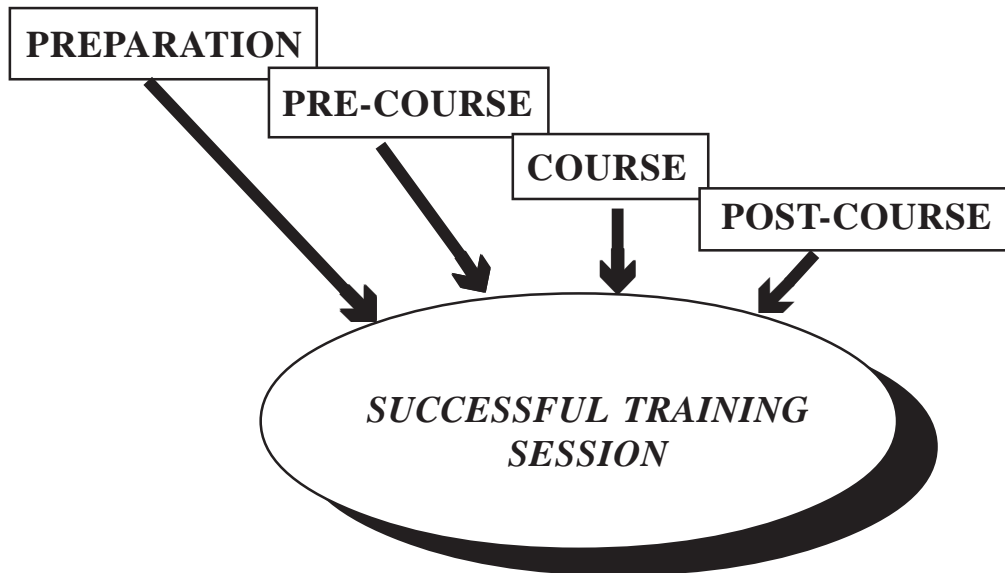 PREPARATION
PRE-COURSE
COURSE
POST-COURSE
SUCCESSFUL TRAINING
SESSION